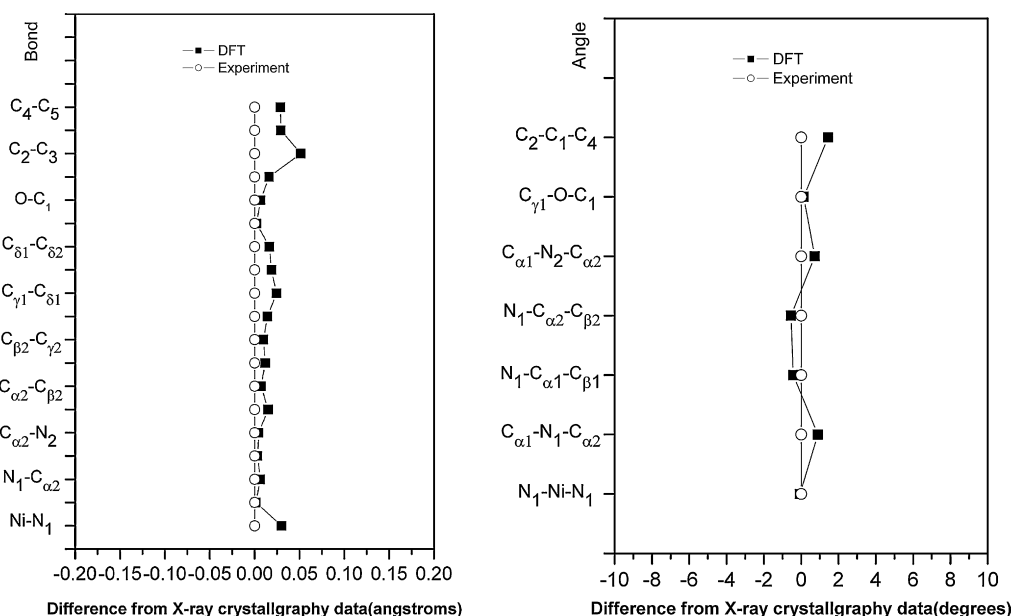 Bond
DFT
Experiment
C4-C5
C2-C3
O-C1
Cδ1-Cδ2
Cγ1-Cδ1
Cβ2-Cγ2
Cα2-Cβ2
Cα2-N2
N1-Cα2
Ni-N1
-0.20 -0.15 -0.10 -0.05 0.00 0.05 0.10 0.15 0.20
Difference from X-ray crystallgraphy data(angstroms)
Angle
DFT
Experiment
C2-C1-C4
Cγ1-O-C1
Cα1-N2-Cα2
N1-Cα2-Cβ2
N1-Cα1-Cβ1
Cα1-N1-Cα2
N1-Ni-N1
-10 -8 -6 -4 -2 0 2 4 6 8 10
Difference from X-ray crystallgraphy data(degrees)